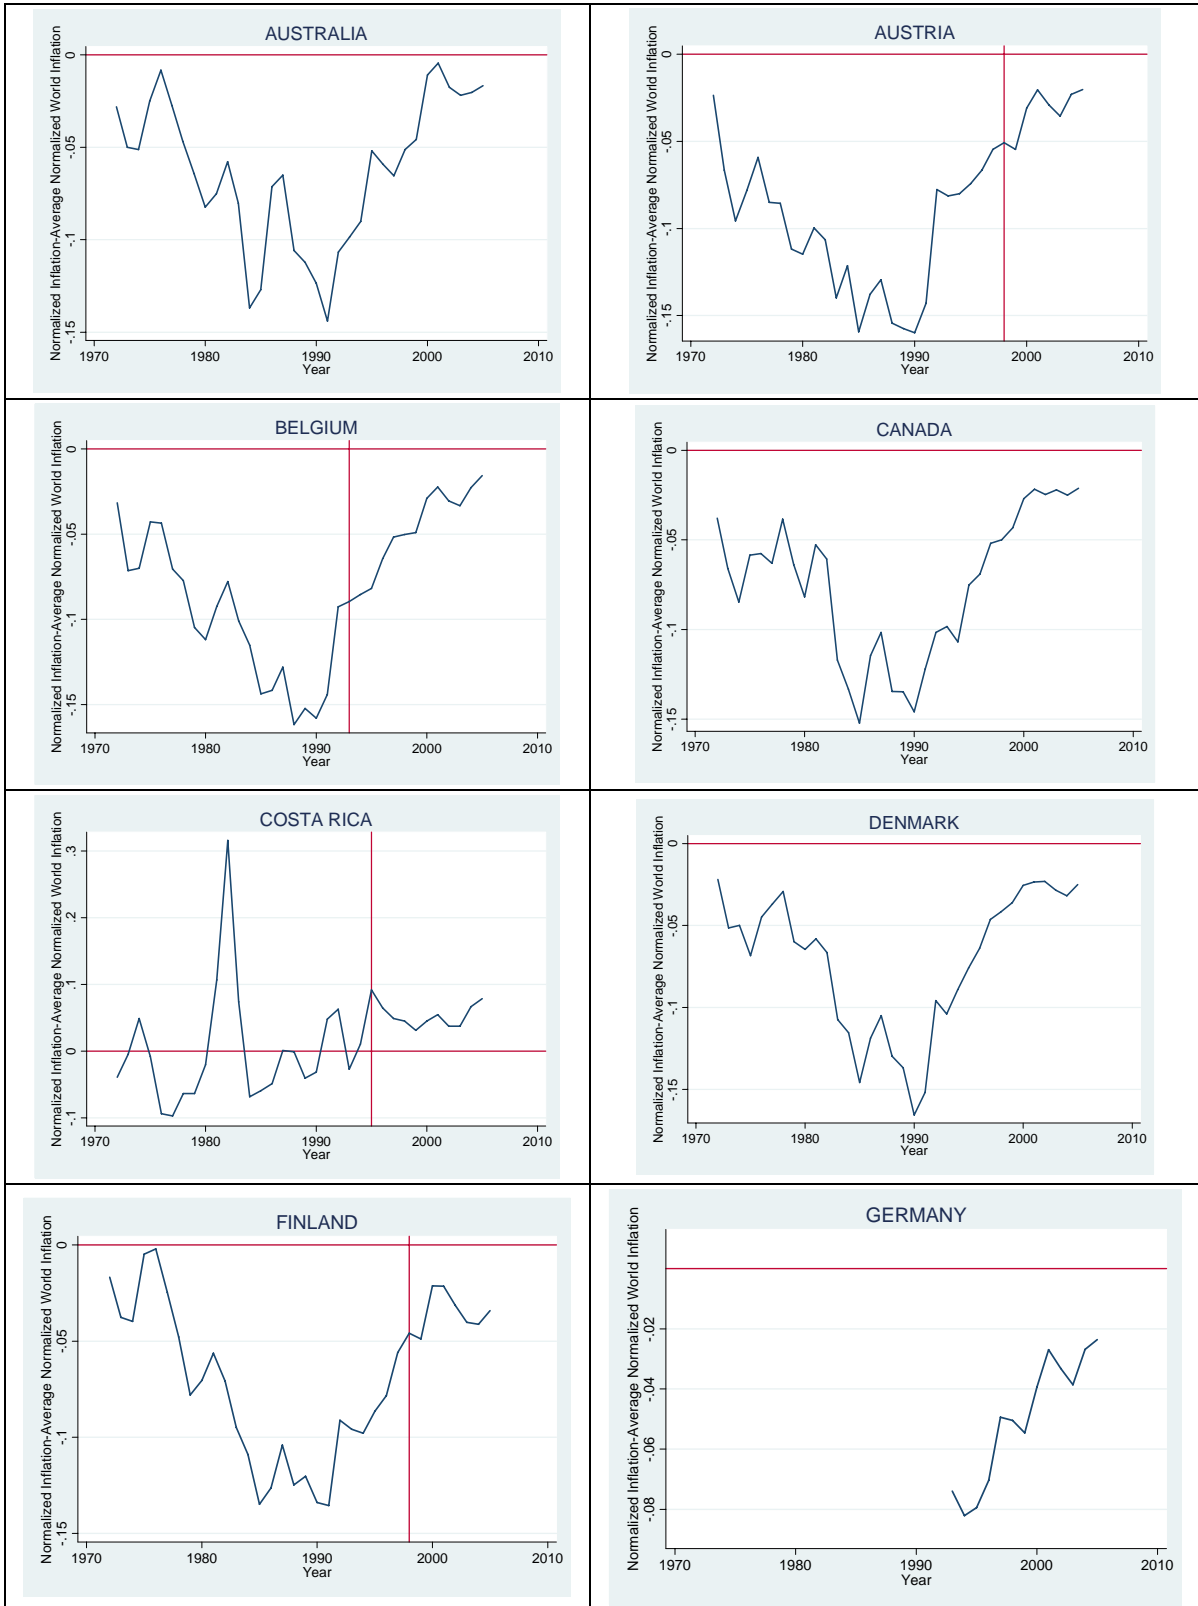 AUSTRALIA
Normalized Inflation-Average Normalized World Inflation
0
-.05
-.1
-.15
1970 1980 1990 2000 2010
Year
AUSTRIA
Normalized Inflation-Average Normalized World Inflation
0
-.05
-.1
-.15
1970 1980 1990 2000 2010
Year
BELGIUM
Normalized Inflation-Average Normalized World Inflation
0
-.05
-.1
-.15
1970 1980 1990 2000 2010
Year
CANADA
Normalized Inflation-Average Normalized World Inflation
0
-.05
-.1
-.15
1970 1980 1990 2000 2010
Year
COSTA RICA
Normalized Inflation-Average Normalized World Inflation
.3
.2
.1
0
-.1
1970 1980 1990 2000 2010
Year
DENMARK
Normalized Inflation-Average Normalized World Inflation
0
-.05
-.1
-.15
1970 1980 1990 2000 2010
Year
FINLAND
Normalized Inflation-Average Normalized World Inflation
0
-.05
-.1
-.15
1970 1980 1990 2000 2010
Year
GERMANY
Normalized Inflation-Average Normalized World Inflation
-.02
-.04
-.06
-.08
1970 1980 1990 2000 2010
Year